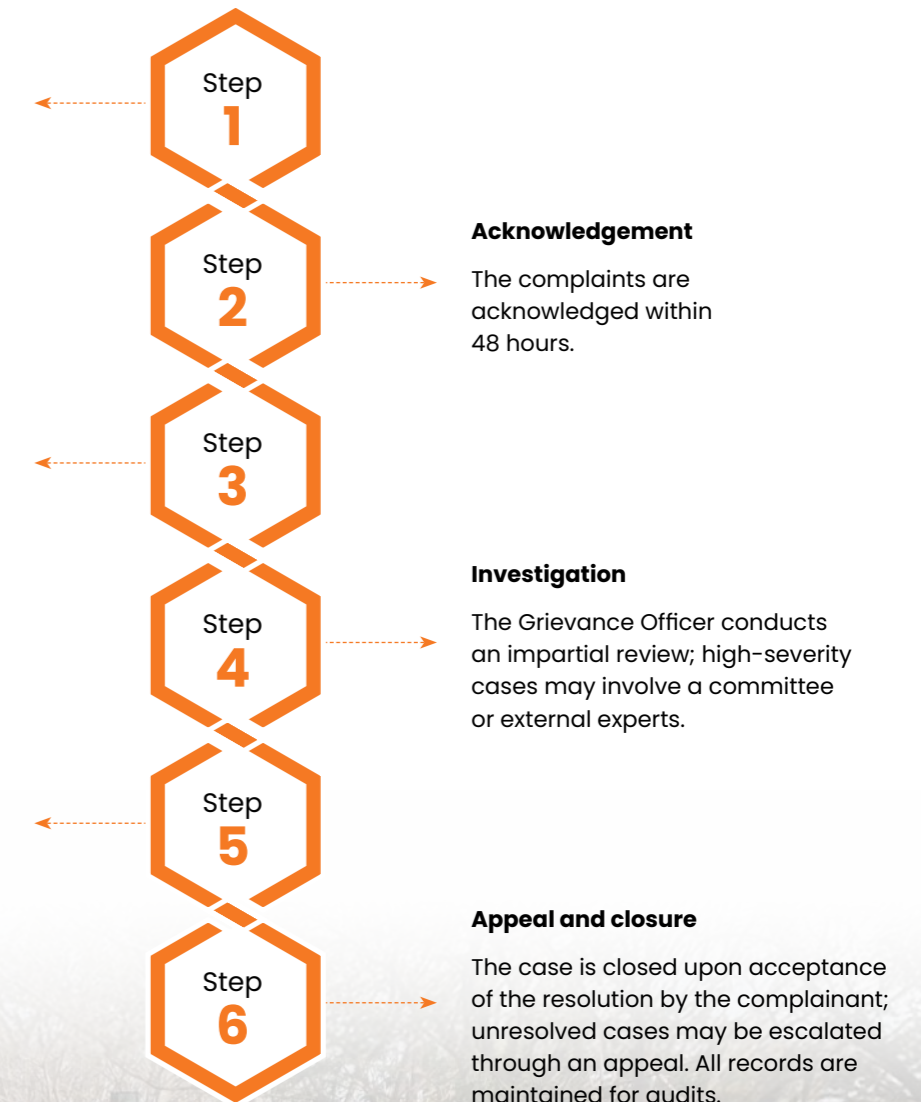 Step
1
Step
2
Acknowledgement
The complaints are
acknowledged within
48 hours.
Step
3
Step
4
Investigation
The Grievance Officer conducts
an impartial review; high-severity
cases may involve a committee
or external experts.
Step
5
Step
6
Appeal and closure
The case is closed upon acceptance
of the resolution by the complainant;
unresolved cases may be escalated
through an appeal. All records are
maintained for audits.